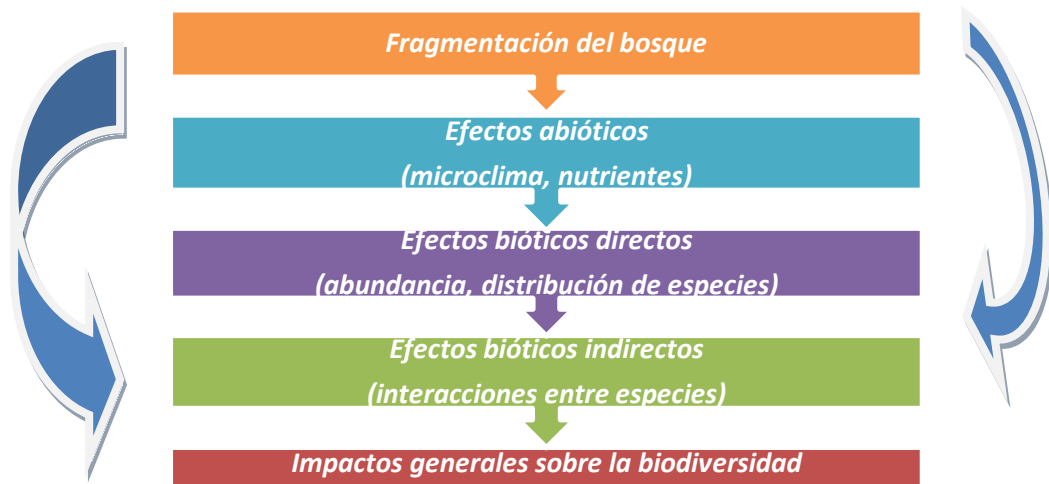 Fragmentación del bosque
Efectos abióticos
(microclima, nutrientes)
Efectos bióticos directos
(abundancia, distribución de especies)
Efectos bióticos indirectos
(interacciones entre especies)
Impactos generales sobre la biodiversidad